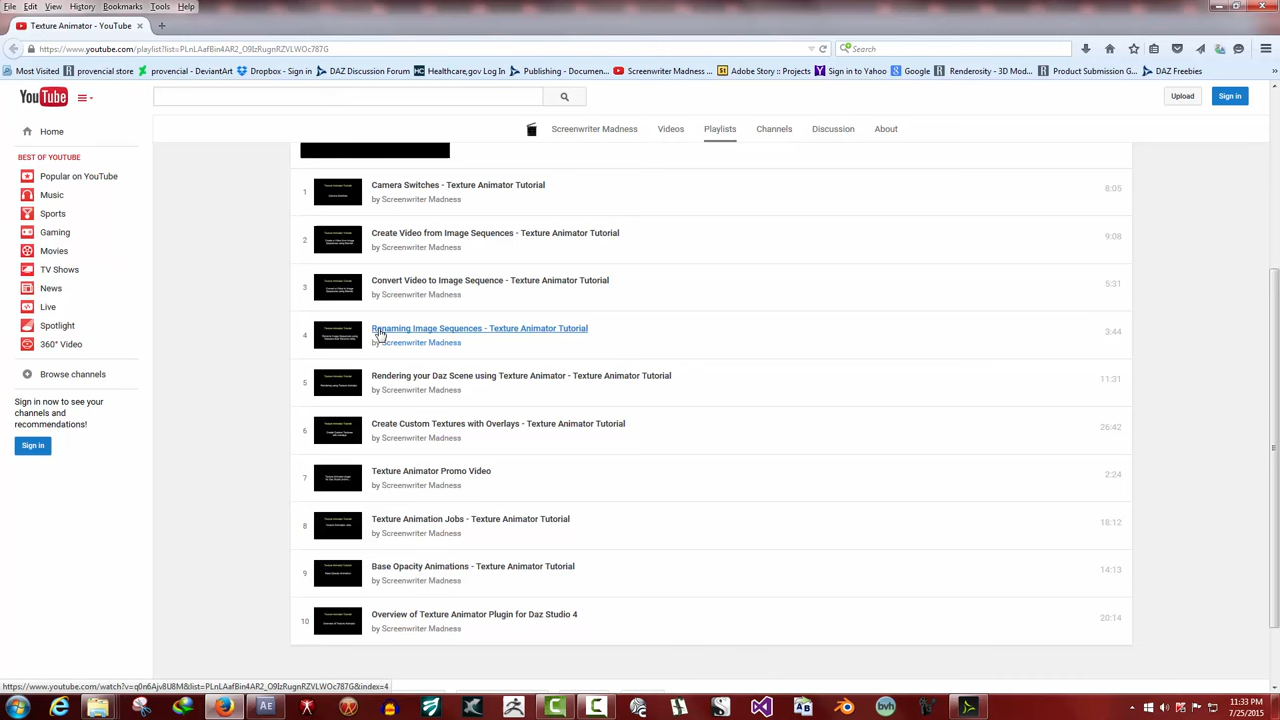 File Edit View History Bookmarks Tools Help
Texture Animator - YouTube
https://www.youtube.com/playlist?list=PLnLAafBin4AR2_O9IzRugnRZVLWOc787G
Search
Most Visited provencial store provencial - DeviantArt Dropbox - Sign in DAZ Discussion Forum Healthcare,gov In.gov Publishing - Documen... Screenwriter Madness ... Adobe Story :: Projects Sign in to Yahoo Google Renderosity - 3D Mod... Product Submission G... DAZ Freebies
YouTube
Upload
Sign in
Screenwriter Madness Videos Playlists Channels Discussion About
Home
BEST OF YOUTUBE
Popular on YouTube
Music
Sports
Gaming
Movies
TV Shows
News
Live
Spotlight
360° Video
Browse channels
Sign in now to see your
channels and
recommendations!
Sign in
1 Camera Switches - Texture Animator Tutorial 8:05
by Screenwriter Madness
2 Create Video from Image Sequences - Texture Animator Tutorial 9:08
by Screenwriter Madness
3 Convert Video to Image Sequence - Texture Animator Tutorial 5:31
by Screenwriter Madness
4 Renaming Image Sequences - Texture Animator Tutorial 3:44
by Screenwriter Madness
5 Rendering your Daz Scene using Texture Animator - Texture Animator Tutorial 11:31
by Screenwriter Madness
6 Create Custom Textures with Overlays - Texture Animator Tutorial 26:42
by Screenwriter Madness
7 Texture Animator Promo Video 2:24
by Screenwriter Madness
8 Texture Animation Jobs - Texture Animator Tutorial 18:12
by Screenwriter Madness
9 Base Opacity Animations - Texture Animator Tutorial 14:13
by Screenwriter Madness
10 Overview of Texture Animator Plugin for Daz Studio 4 20:14
by Screenwriter Madness
https://www.youtube.com/watch?v=q0n6Ajv8U8M&list=PLnLAafBin4AR2_O9IzRugnRZVLWOc787G&index=4
11:33 PM
7/25/2015